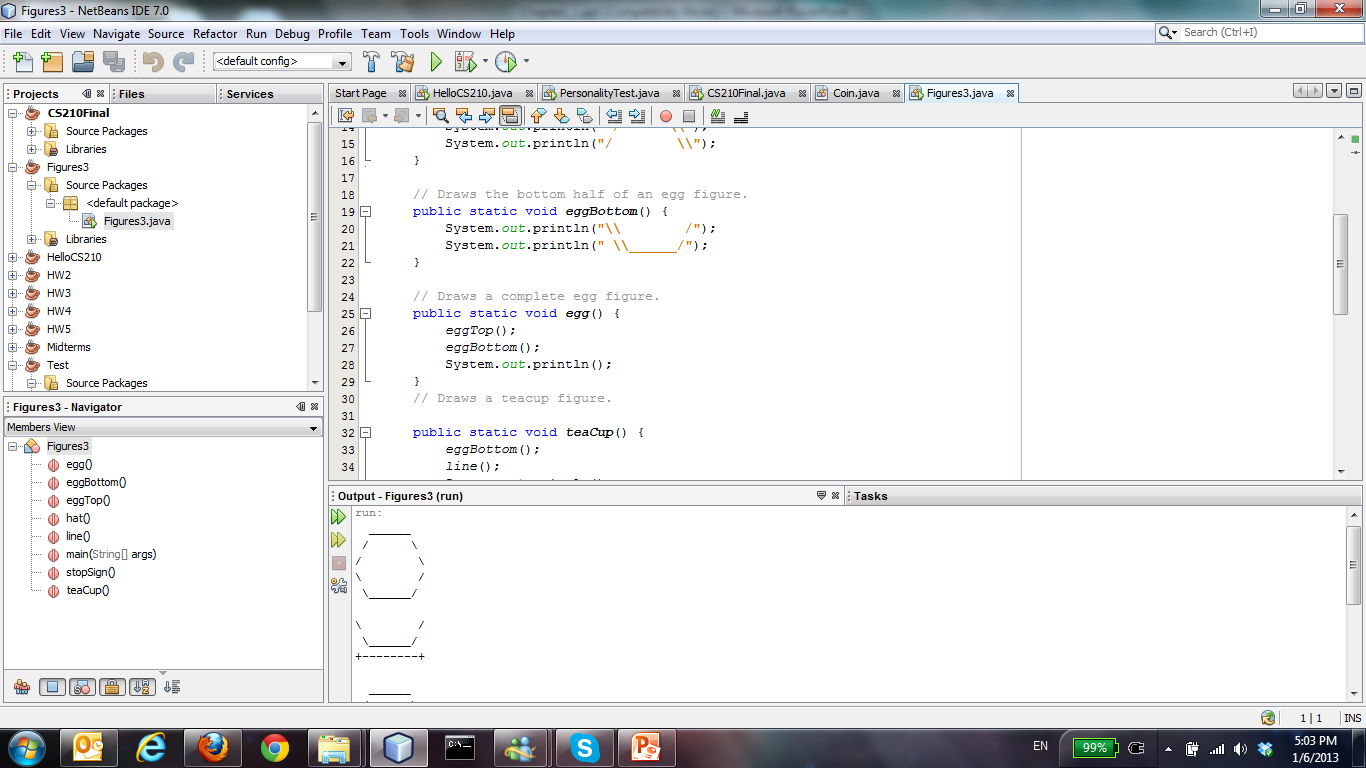 Figures3 - NetBeans IDE 7.0
File Edit View Navigate Source Refactor Run Debug Profile Team Tools Window Help
Search (Ctrl+I)
<default config>
Projects Files Services
CS210Final
Source Packages
Libraries
Figures3
Source Packages
<default package>
Figures3.java
Libraries
HelloCS210
HW2
HW3
HW4
HW5
Midterms
Test
Source Packages
Figures3 - Navigator
Members View
Figures3
egg()
eggBottom()
eggTop()
hat()
line()
main(String[] args)
stopSign()
teaCup()
Start Page HelloCS210.java PersonalityTest.java CS210Final.java Coin.java Figures3.java
14 System.out.println(" / \\");
15 System.out.println("/        \\");
16 }
17
18 // Draws the bottom half of an egg figure.
19 public static void eggBottom() {
20 System.out.println("\\        /");
21 System.out.println(" \\______/");
22 }
23
24 // Draws a complete egg figure.
25 public static void egg() {
26 eggTop();
27 eggBottom();
28 System.out.println();
29 }
30 // Draws a teacup figure.
31
32 public static void teaCup() {
33 eggBottom();
34 line();
Output - Figures3 (run) Tasks
run:
  ______
 /      \
/        \
\        /
 \______/

\        /
 \______/
+--------+

  ______
1 | 1 INS
EN 99% 5:03 PM
1/6/2013